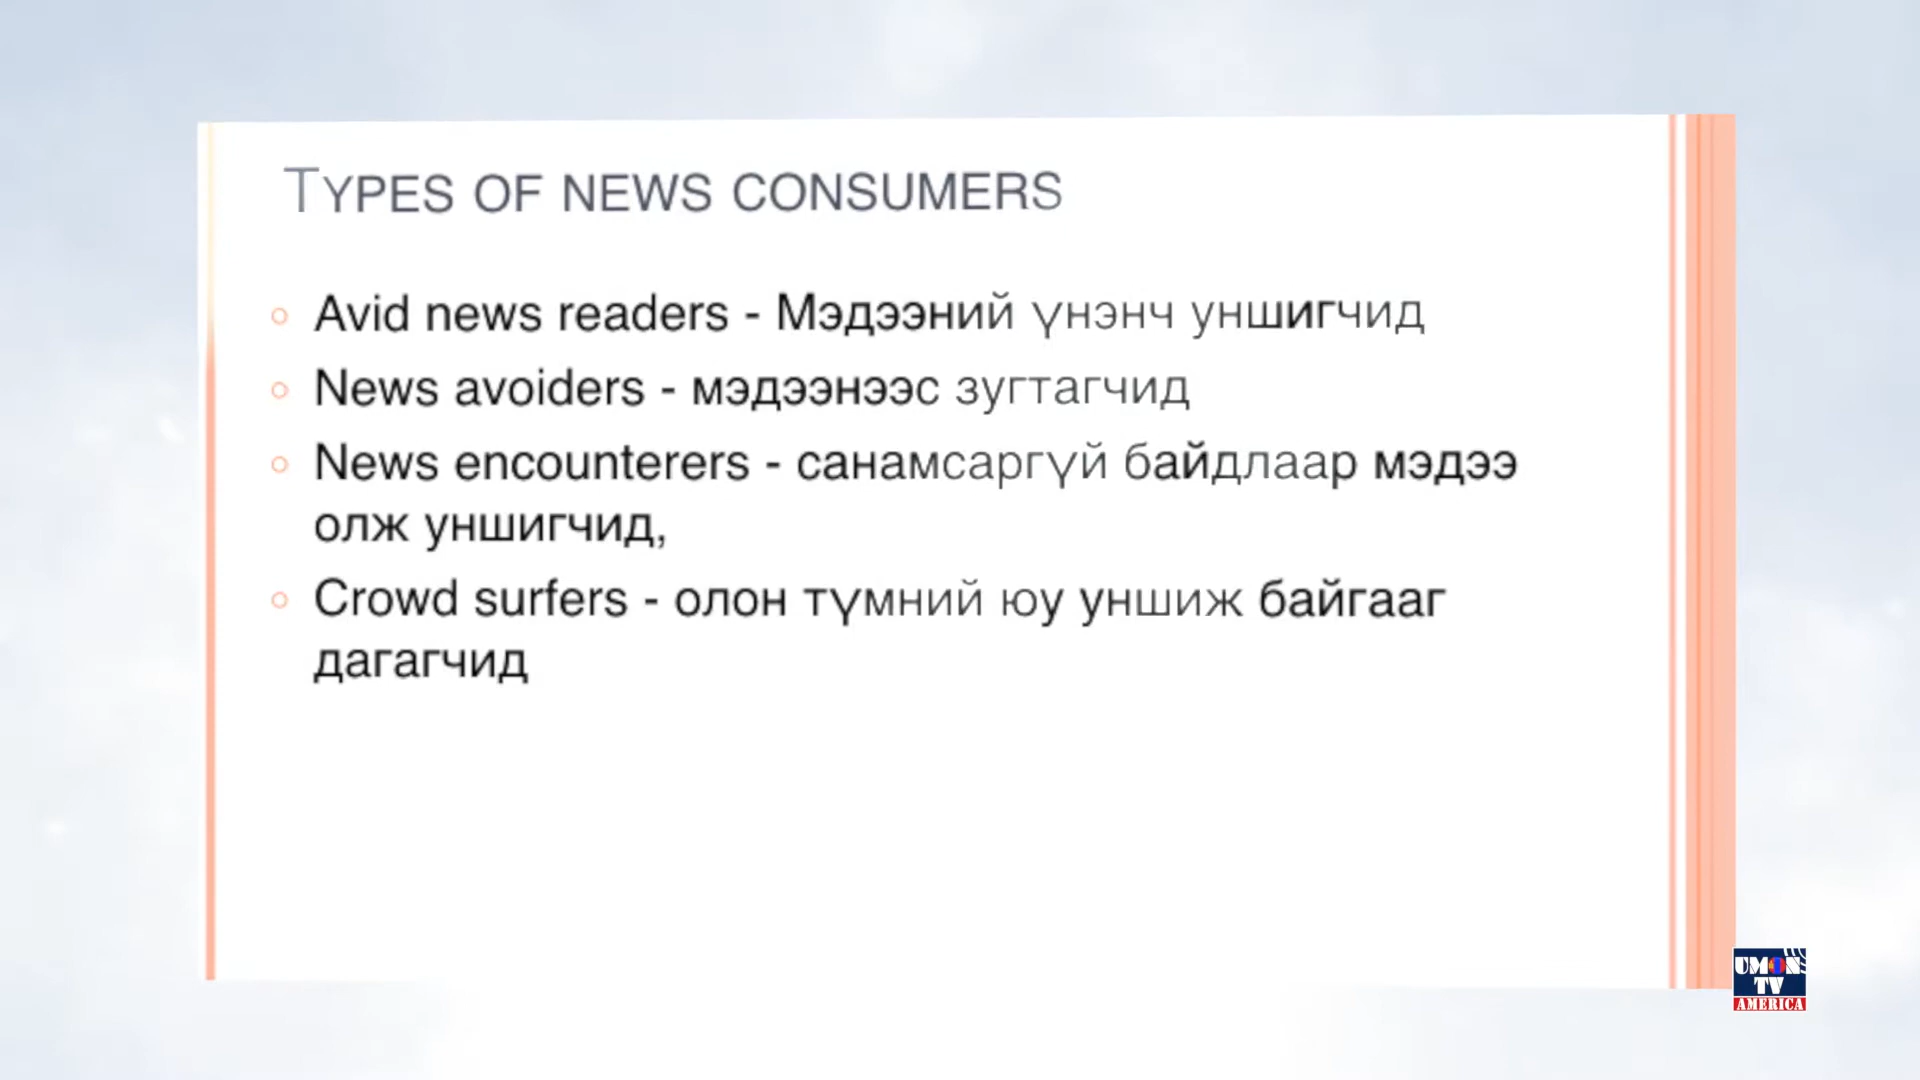 TYPES OF NEWS CONSUMERS
Avid news readers - Мэдээний үнэнч уншигчид
News avoiders - мэдээнээс зугтагчид
News encounterers - санамсаргүй байдлаар мэдээ
олж уншигчид,
Crowd surfers - олон түмний юу уншиж байгааг
дагагчид
UMON
TV
AMERICA